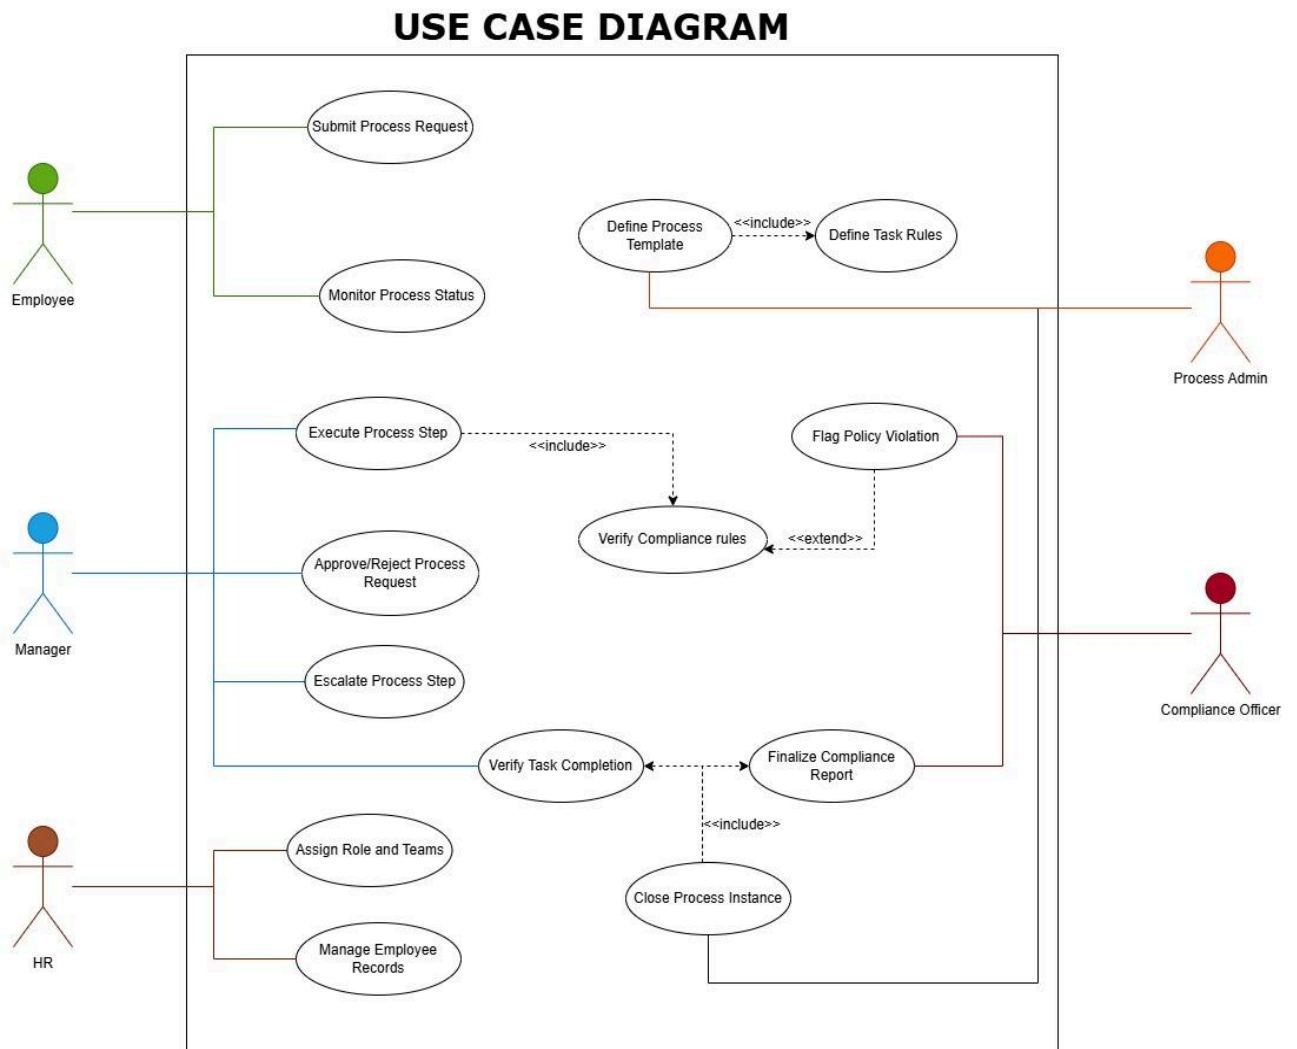 USE CASE DIAGRAM
Submit Process Request
Define Process
Template
<<include>>
Define Task Rules
Employee
Monitor Process Status
Process Admin
Execute Process Step
<<include>>
Flag Policy Violation
Verify Compliance rules
<<extend>>
Approve/Reject Process
Request
Manager
Escalate Process Step
Compliance Officer
Verify Task Completion
Finalize Compliance
Report
<<include>>
Assign Role and Teams
Close Process Instance
HR
Manage Employee
Records